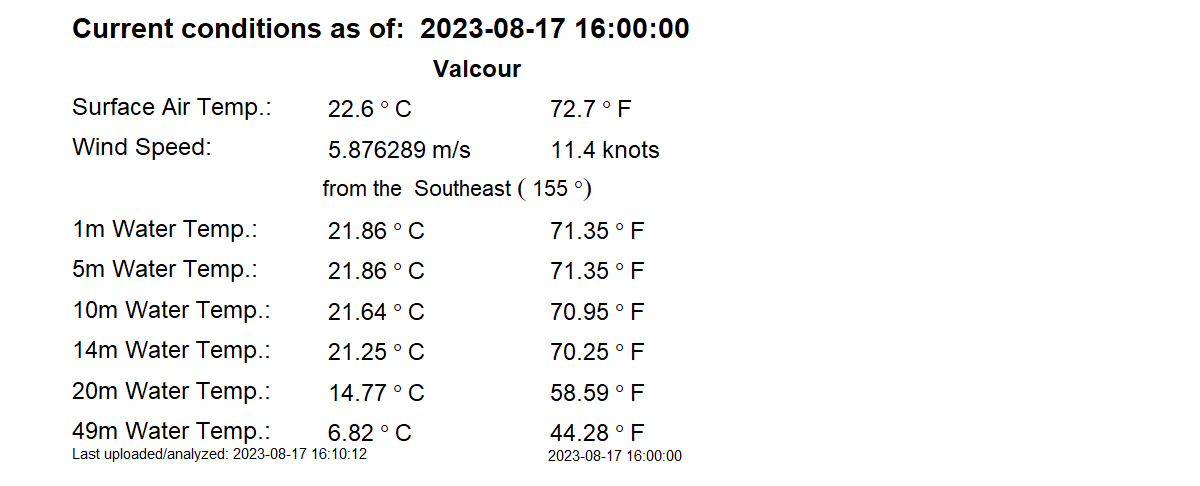 Current conditions as of: 2023-08-17 16:00:00
Valcour
Surface Air Temp.: 22.6 ° C 72.7 ° F
Wind Speed: 5.876289 m/s 11.4 knots
from the Southeast ( 155 °)
1m Water Temp.: 21.86 ° C 71.35 ° F
5m Water Temp.: 21.86 ° C 71.35 ° F
10m Water Temp.: 21.64 ° C 70.95 ° F
14m Water Temp.: 21.25 ° C 70.25 ° F
20m Water Temp.: 14.77 ° C 58.59 ° F
49m Water Temp.: 6.82 ° C 44.28 ° F
Last uploaded/analyzed: 2023-08-17 16:10:12 2023-08-17 16:00:00